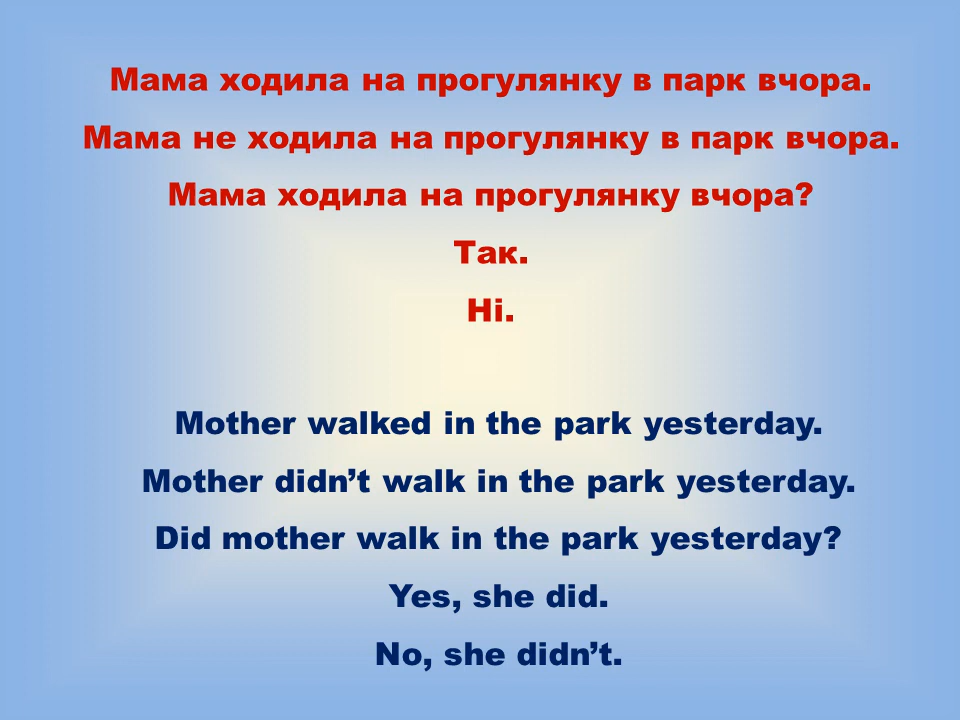 Мама ходила на прогулянку в парк вчора.
Мама не ходила на прогулянку в парк вчора.
Мама ходила на прогулянку вчора?
Так.
Ні.
Mother walked in the park yesterday.
Mother didn’t walk in the park yesterday.
Did mother walk in the park yesterday?
Yes, she did.
No, she didn’t.